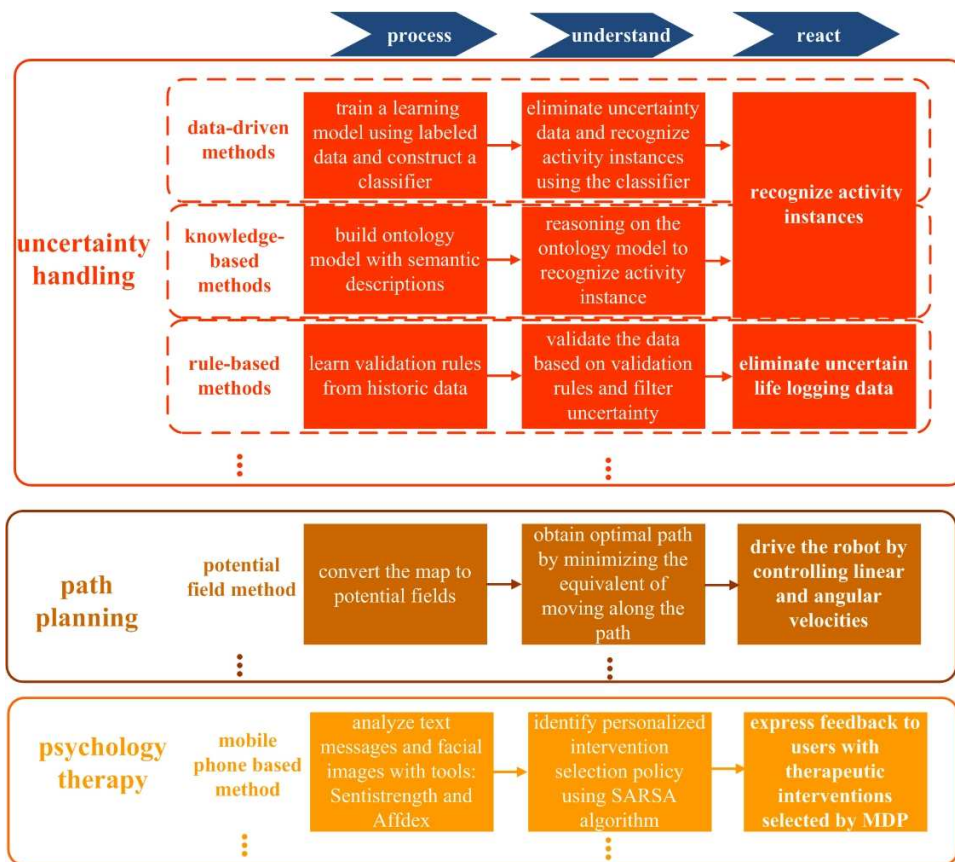 process
understand
react
uncertainty
handling
data-driven
methods
train a learning
model using labeled
data and construct a
classifier
eliminate uncertainty
data and recognize
activity instances
using the classifier
recognize activity
instances
knowledge-
based methods
build ontology
model with semantic
descriptions
reasoning on the
ontology model to
recognize activity
instance
rule-based
methods
learn validation rules
from historic data
validate the data
based on validation
rules and filter
uncertainty
eliminate uncertain
life logging data
path
planning
potential
field method
convert the map to
potential fields
obtain optimal path
by minimizing the
equivalent of
moving along the
path
drive the robot by
controlling linear
and angular
velocities
psychology
therapy
mobile
phone based
method
analyze text
messages and facial
images with tools:
Sentistrength and
Affdex
identify personalized
intervention
selection policy
using SARSA
algorithm
express feedback to
users with
therapeutic
interventions
selected by MDP